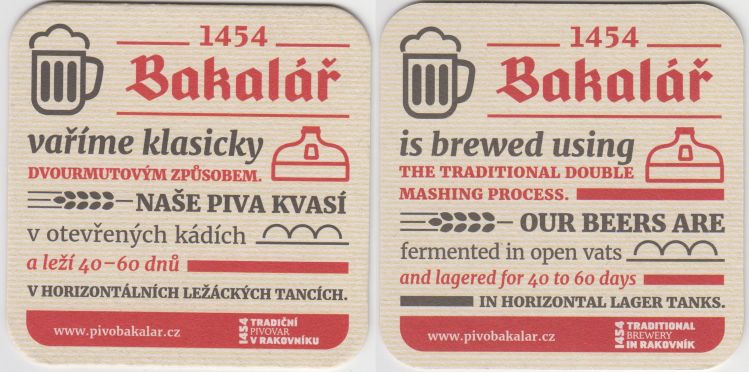 1454
Bakalář
vaříme klasicky
DVOURMUTOVÝM ZPŮSOBEM.
NAŠE PIVA KVASÍ
v otevřených kádích
a leží 40–60 dnů
V HORIZONTÁLNÍCH LEŽÁCKÝCH TANCÍCH.
www.pivobakalar.cz
1454
TRADIČNÍ
PIVOVAR
V RAKOVNÍKU
1454
Bakalář
is brewed using
THE TRADITIONAL DOUBLE
MASHING PROCESS.
OUR BEERS ARE
fermented in open vats
and lagered for 40 to 60 days
IN HORIZONTAL LAGER TANKS.
www.pivobakalar.cz
1454
TRADITIONAL
BREWERY
IN RAKOVNÍK